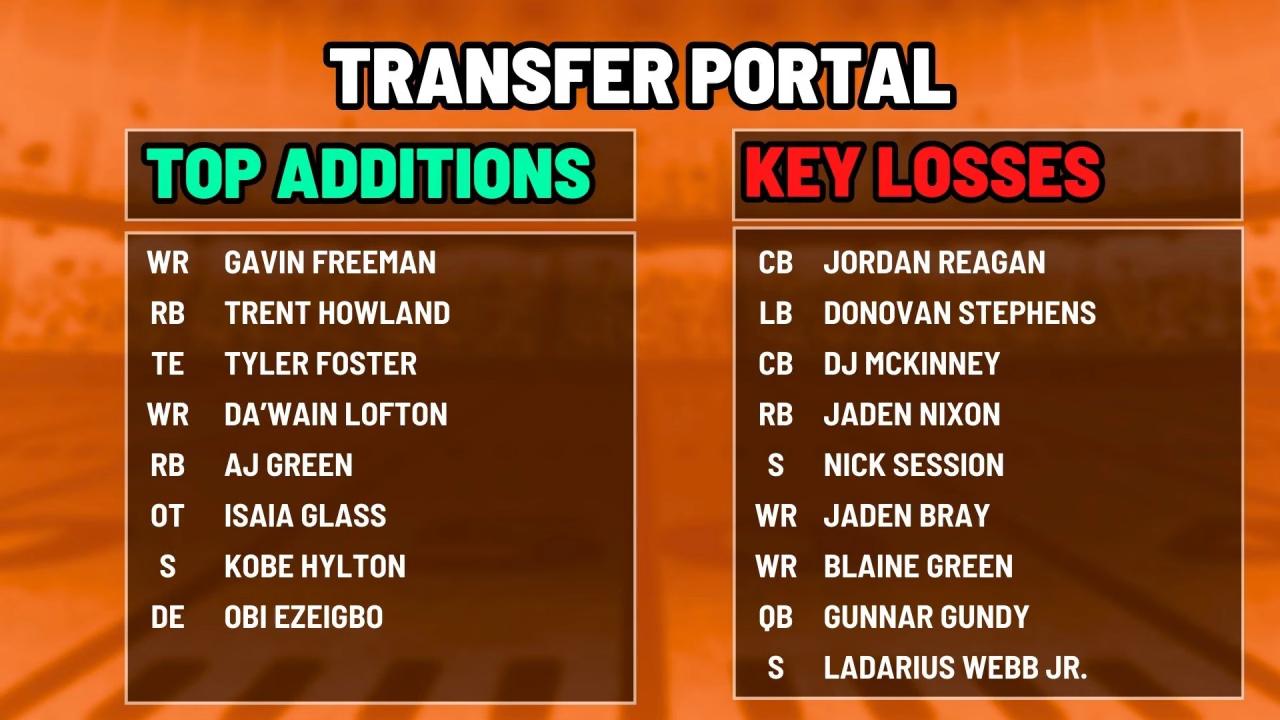 TRANSFER PORTAL
TOP ADDITIONS
WR GAVIN FREEMAN
RB TRENT HOWLAND
TE TYLER FOSTER
WR DA’WAIN LOFTON
RB AJ GREEN
OT ISAIA GLASS
S KOBE HYLTON
DE OBI EZEIGBO
KEY LOSSES
CB JORDAN REAGAN
LB DONOVAN STEPHENS
CB DJ MCKINNEY
RB JADEN NIXON
S NICK SESSION
WR JADEN BRAY
WR BLAINE GREEN
QB GUNNAR GUNDY
S LADARIUS WEBB JR.